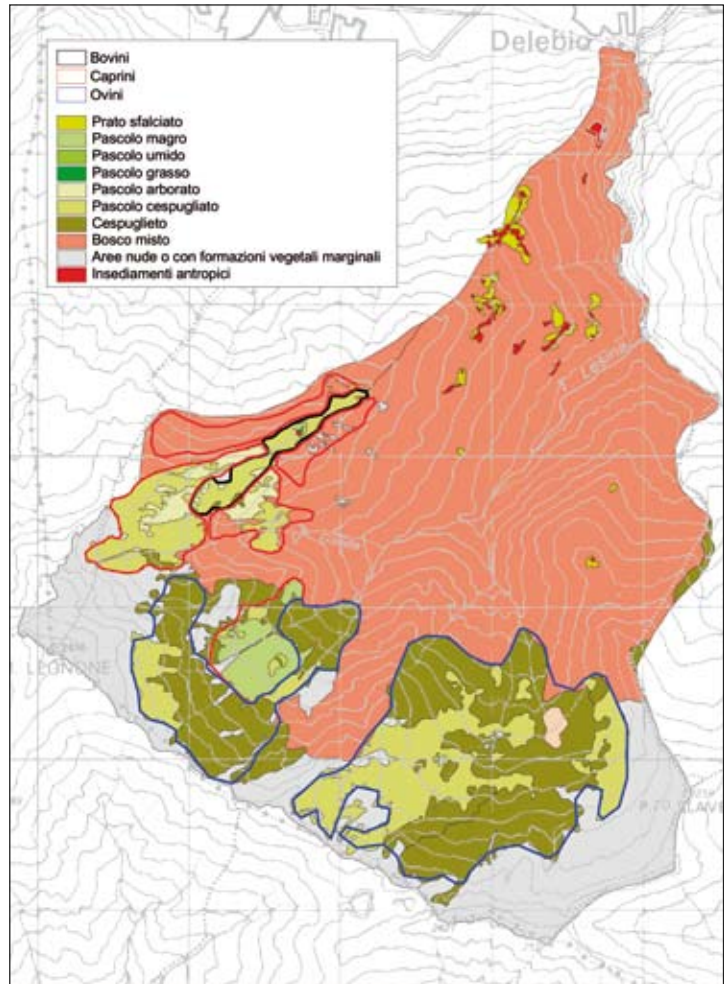 Delebio
Bovini
Caprini
Ovini
Prato sfalciato
Pascolo magro
Pascolo umido
Pascolo grasso
Pascolo arborato
Pascolo cespugliato
Cespuglieto
Bosco misto
Aree nude o con formazioni vegetali marginali
Insediamenti antropici
LEGNONE